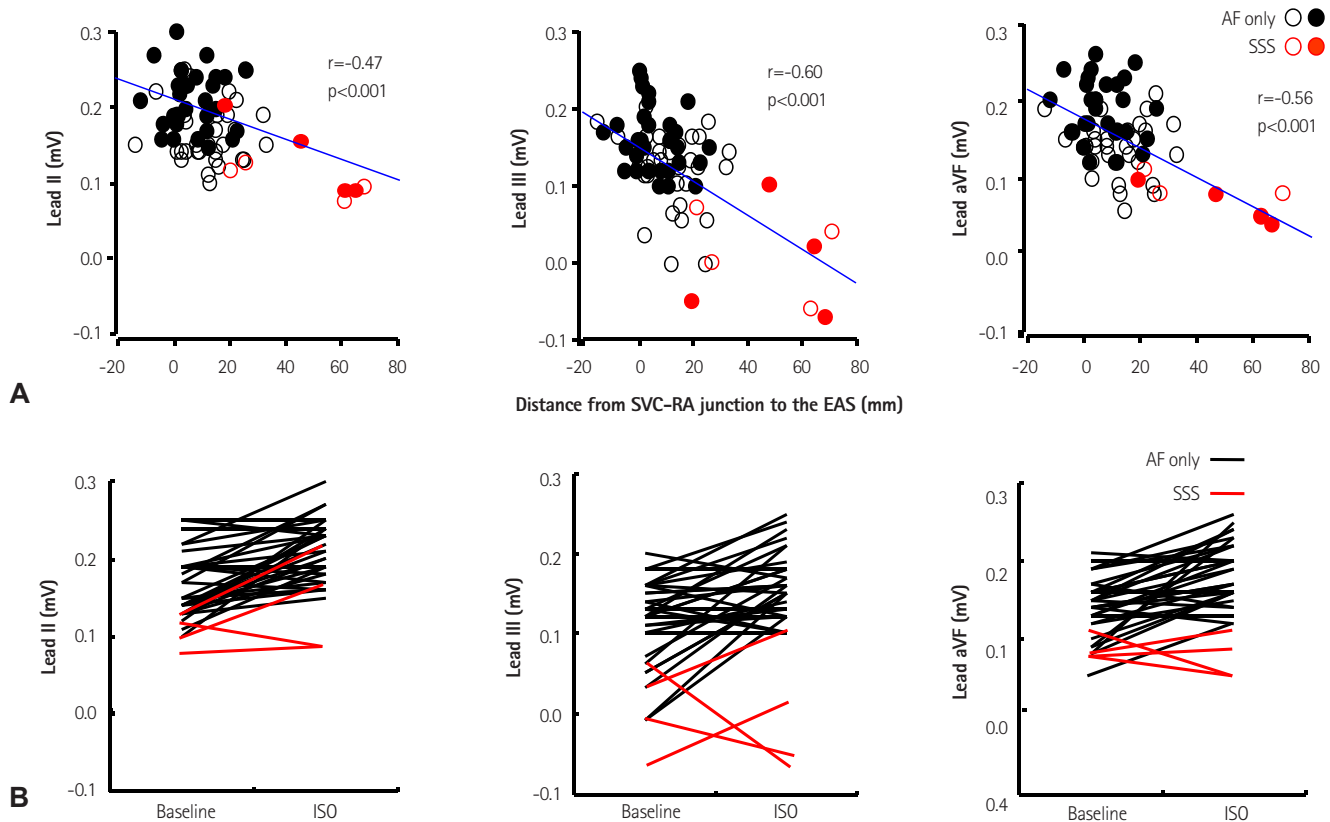 AF only
SSS
0.3
0.2
0.1
0.0
-0.1
Lead II (mV)
r=-0.47
p<0.001
-20 0 20 40 60 80
0.3
0.2
0.1
0.0
-0.1
Lead III (mV)
r=-0.60
p<0.001
-20 0 20 40 60 80
0.3
0.2
0.1
0.0
-0.1
Lead aVF (mV)
r=-0.56
p<0.001
-20 0 20 40 60 80
A
Distance from SVC-RA junction to the EAS (mm)
AF only
SSS
0.3
0.2
0.1
0.0
-0.1
Lead II (mV)
Baseline ISO
0.3
0.2
0.1
0.0
-0.1
Lead III (mV)
Baseline ISO
0.3
0.2
0.1
0.0
0.4
Lead aVF (mV)
Baseline ISO
B